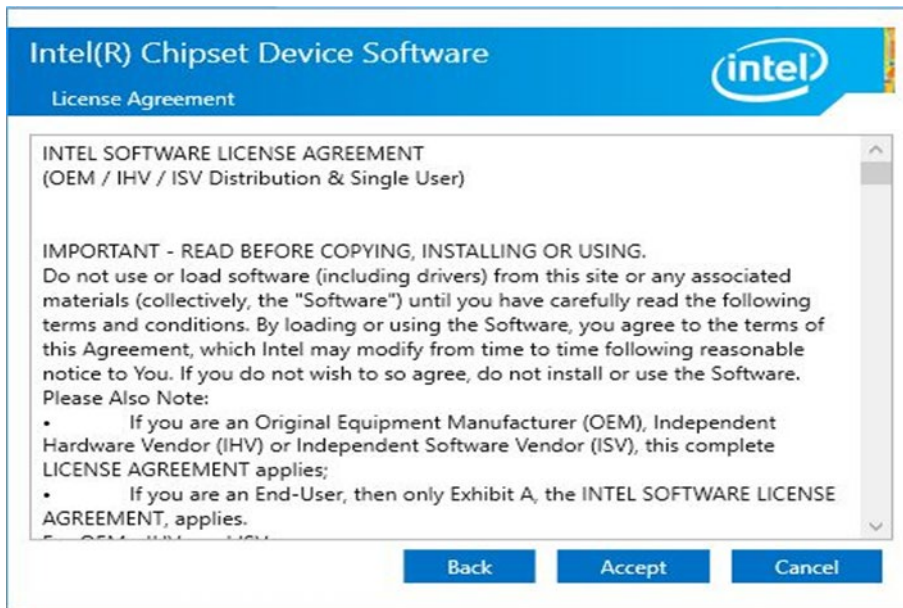 Intel(R) Chipset Device Software
intel
License Agreement
INTEL SOFTWARE LICENSE AGREEMENT
(OEM / IHV / ISV Distribution & Single User)
IMPORTANT - READ BEFORE COPYING, INSTALLING OR USING.
Do not use or load software (including drivers) from this site or any associated
materials (collectively, the "Software") until you have carefully read the following
terms and conditions. By loading or using the Software, you agree to the terms of
this Agreement, which Intel may modify from time to time following reasonable
notice to You. If you do not wish to so agree, do not install or use the Software.
Please Also Note:
• If you are an Original Equipment Manufacturer (OEM), Independent
Hardware Vendor (IHV) or Independent Software Vendor (ISV), this complete
LICENSE AGREEMENT applies;
• If you are an End-User, then only Exhibit A, the INTEL SOFTWARE LICENSE
AGREEMENT, applies.
Back Accept Cancel